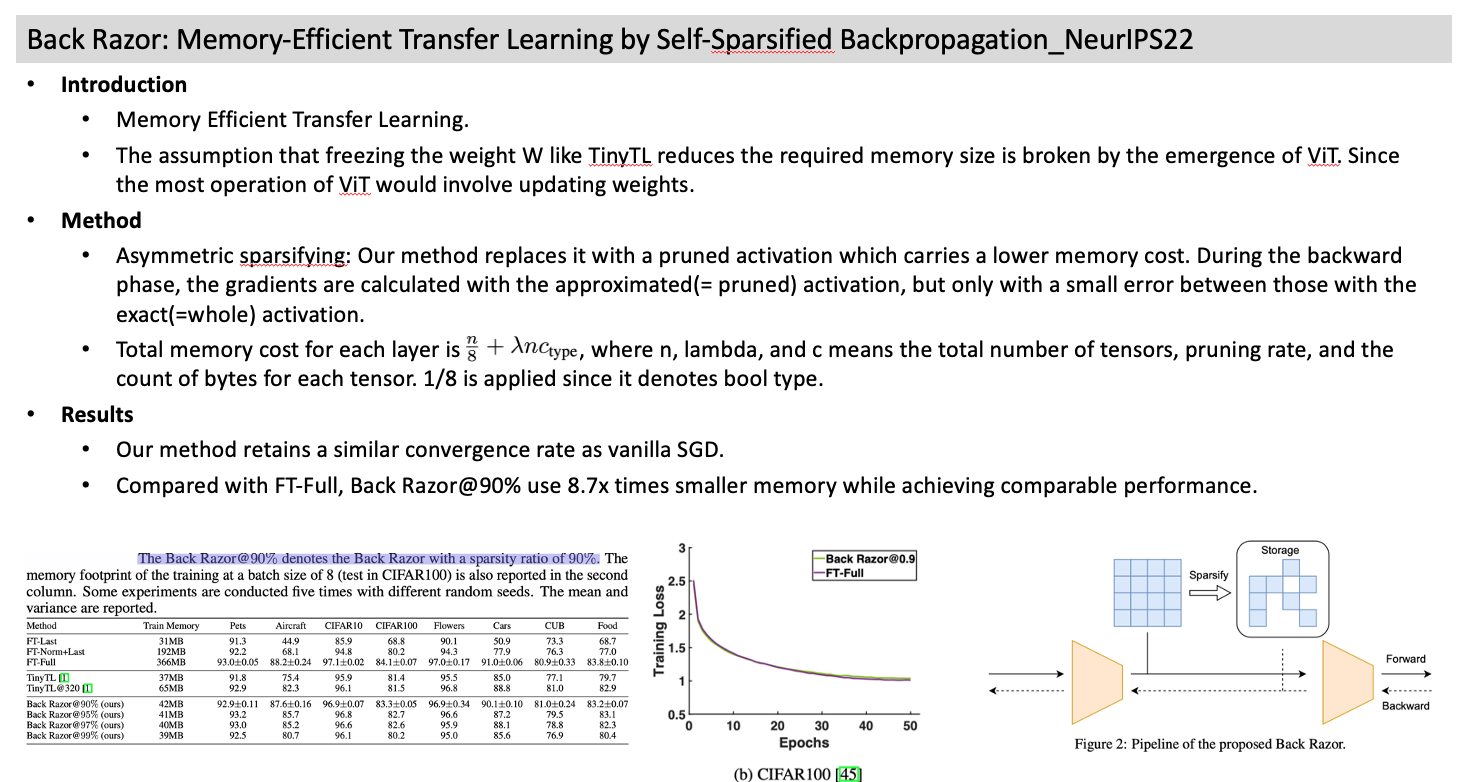 Back Razor: Memory-Efficient Transfer Learning by Self-Sparsified Backpropagation_NeurIPS22
• Introduction
• Memory Efficient Transfer Learning.
• The assumption that freezing the weight W like TinyTL reduces the required memory size is broken by the emergence of ViT. Since
the most operation of ViT would involve updating weights.
• Method
• Asymmetric sparsifying: Our method replaces it with a pruned activation which carries a lower memory cost. During the backward
phase, the gradients are calculated with the approximated(= pruned) activation, but only with a small error between those with the
exact(=whole) activation.
• Total memory cost for each layer is n/8 + λnc_type, where n, lambda, and c means the total number of tensors, pruning rate, and the
count of bytes for each tensor. 1/8 is applied since it denotes bool type.
• Results
• Our method retains a similar convergence rate as vanilla SGD.
• Compared with FT-Full, Back Razor@90% use 8.7x times smaller memory while achieving comparable performance.
The Back Razor@90% denotes the Back Razor with a sparsity ratio of 90%. The
memory footprint of the training at a batch size of 8 (test in CIFAR100) is also reported in the second
column. Some experiments are conducted five times with different random seeds. The mean and
variance are reported.
Method Train Memory Pets Aircraft CIFAR10 CIFAR100 Flowers Cars CUB Food
FT-Last 31MB 91.3 44.9 85.9 68.8 90.1 50.9 73.3 68.7
FT-Norm+Last 192MB 92.2 68.1 94.8 80.2 94.3 77.9 76.3 77.0
FT-Full 366MB 93.0±0.05 88.2±0.24 97.1±0.02 84.1±0.07 97.0±0.17 91.0±0.06 80.9±0.33 83.8±0.10
TinyTL [1] 37MB 91.8 75.4 95.9 81.4 95.5 85.0 77.1 79.7
TinyTL@320 [1] 65MB 92.9 82.3 96.1 81.5 96.8 88.8 81.0 82.9
Back Razor@90% (ours) 42MB 92.9±0.11 87.6±0.16 96.9±0.07 83.3±0.05 96.9±0.34 90.1±0.10 81.0±0.24 83.2±0.07
Back Razor@95% (ours) 41MB 93.2 85.7 96.8 82.7 96.6 87.2 79.5 83.1
Back Razor@97% (ours) 40MB 93.0 85.2 96.6 82.6 95.9 88.1 78.8 82.3
Back Razor@99% (ours) 39MB 92.5 80.7 96.1 80.2 95.0 85.6 76.9 80.4
3
2.5
2
1.5
1
0.5
Training Loss
Back Razor@0.9
FT-Full
0 10 20 30 40 50
Epochs
(b) CIFAR100 [45]
Storage
Sparsify
Forward
Backward
Figure 2: Pipeline of the proposed Back Razor.